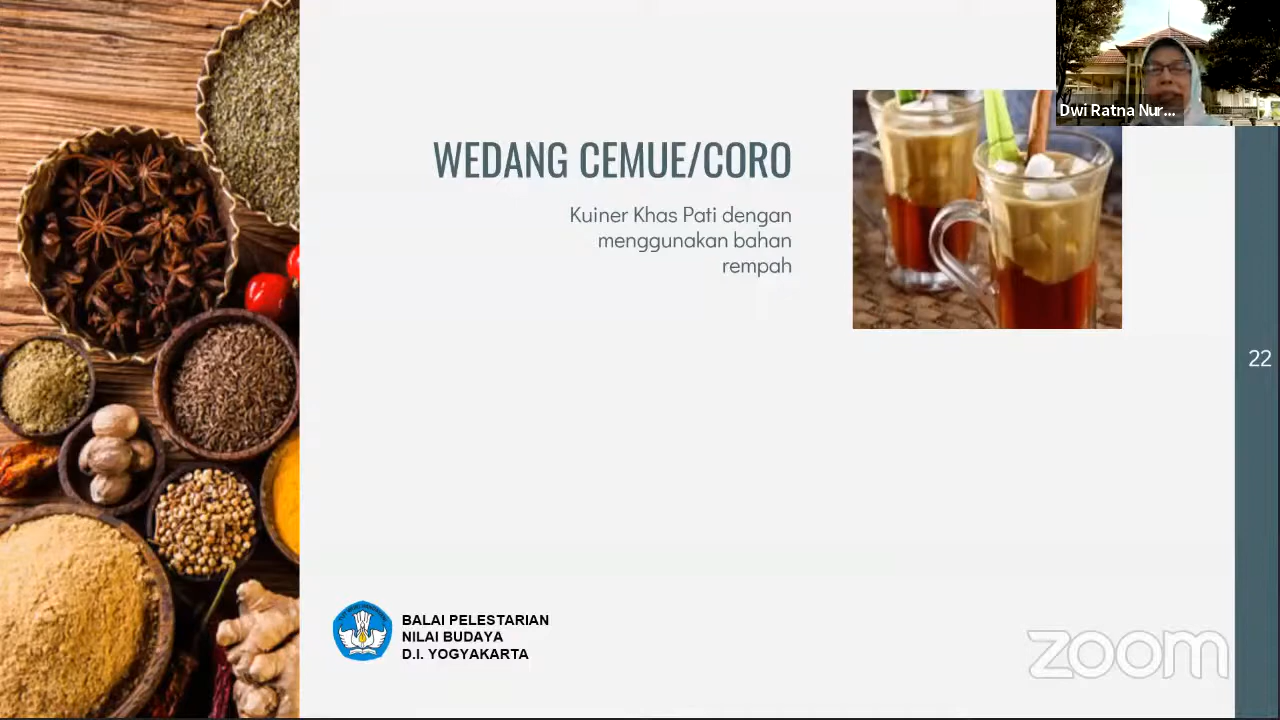 Dwi Ratna Nur...
WEDANG CEMUE/CORO
Kuiner Khas Pati dengan
menggunakan bahan
rempah
22
BALAI PELESTARIAN
NILAI BUDAYA
D.I. YOGYAKARTA
zoom